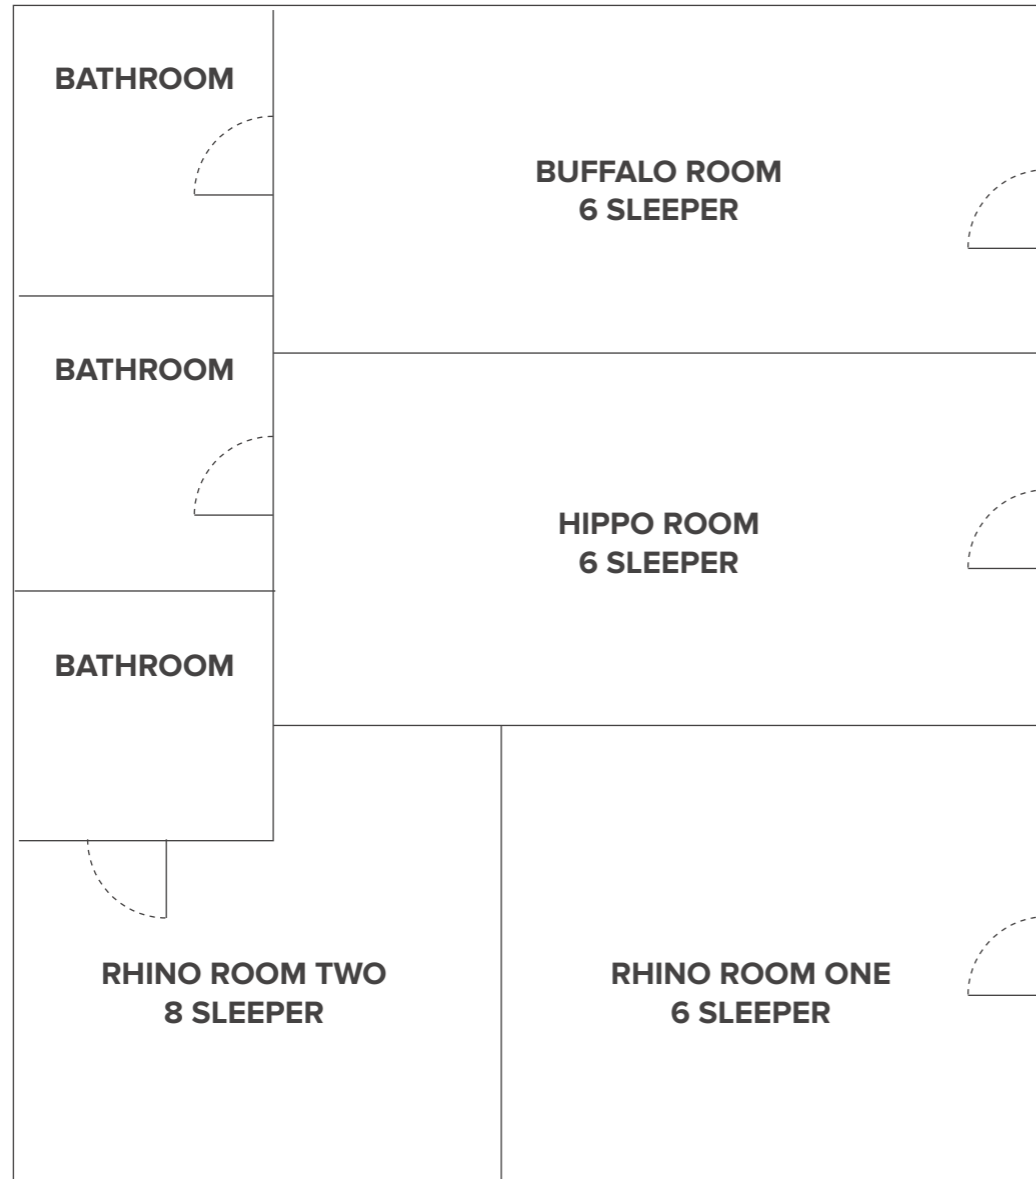 BATHROOM
BUFFALO ROOM
6 SLEEPER
BATHROOM
HIPPO ROOM
6 SLEEPER
BATHROOM
RHINO ROOM TWO
8 SLEEPER
RHINO ROOM ONE
6 SLEEPER